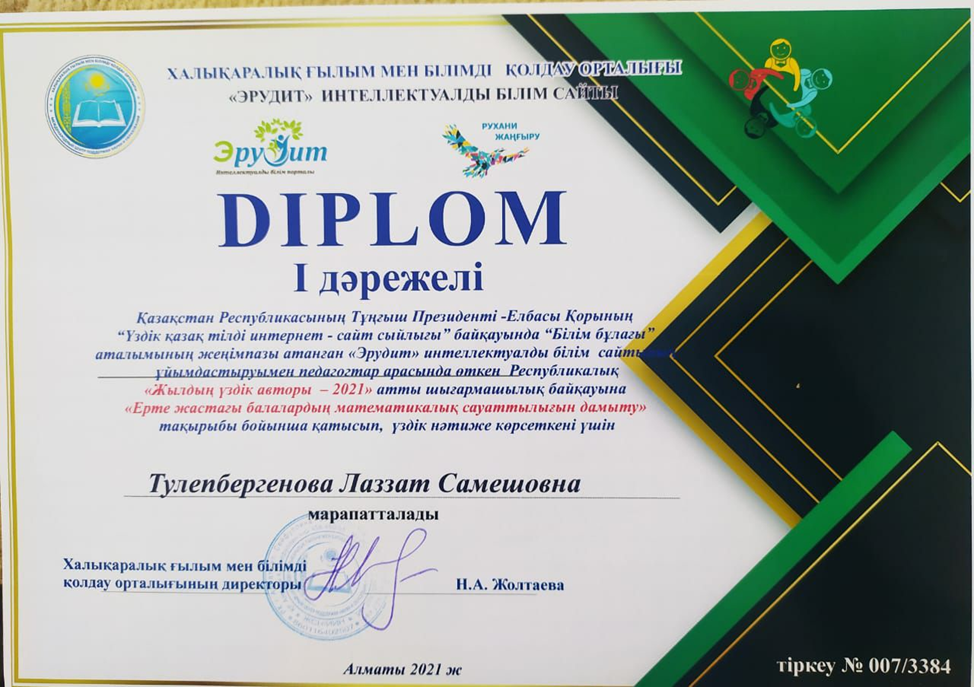 ХАЛЫҚАРАЛЫҚ ҒЫЛЫМ МЕН БІЛІМДІ ҚОЛДАУ ОРТАЛЫҒЫ
«ЭРУДИТ» ИНТЕЛЛЕКТУАЛДЫ БІЛІМ САЙТЫ
Эрудит
Интеллектуалды білім порталы
РУХАНИ
ЖАҢҒЫРУ
DIPLOM
І дәрежелі
Қазақстан Республикасының Тұңғыш Президенті -Елбасы Қорының
“Үздік қазақ тілді интернет - сайт сыйлығы” байқауында “Білім бұлағы”
аталымының жеңімпазы атанған «Эрудит» интеллектуалды білім
ұйымдастыруымен педагогтар арасында өткен Республикалық
«Жылдың үздік авторы – 2021» атты шығармашылық байқауына
«Ерте жастағы балалардың математикалық сауаттылығын дамыту»
тақырыбы бойынша қатысып, үздік нәтиже көрсеткені үшін
Тулепбергенова Лаззат Самешовна
марапатталады
Халықаралық ғылым мен білімді
қолдау орталығының директоры
Н.А. Жолтаева
Алматы 2021 ж
тіркеу № 007/3384